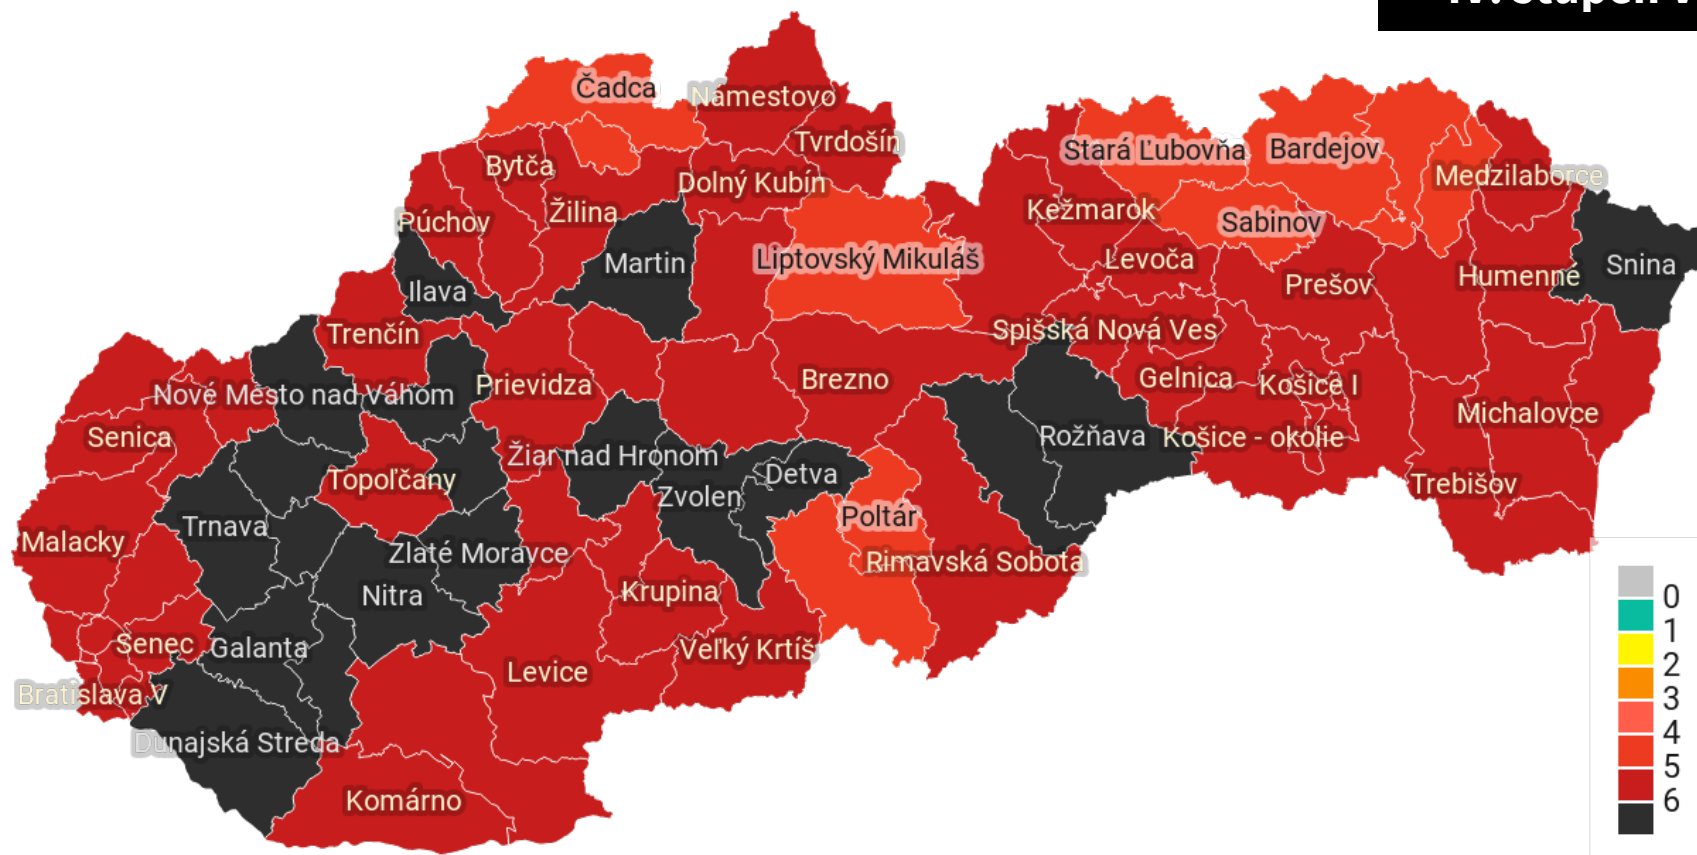 IV. stupeň v
Čadca
Námestovo
Tvrdošín
Bytča
Dolný Kubín
Stará Ľubovňa
Bardejov
Medzilaborce
Púchov
Žilina
Kežmarok
Sabinov
Martin
Liptovský Mikuláš
Levoča
Prešov
Humenné
Snina
Ilava
Trenčín
Spišská Nová Ves
Nové Mesto nad Váhom
Prievidza
Brezno
Gelnica
Košice I
Senica
Rožňava
Košice - okolie
Michalovce
Topoľčany
Žiar nad Hronom
Detva
Zvolen
Trebišov
Malacky
Trnava
Zlaté Moravce
Poltár
Rimavská Sobota
Nitra
Krupina
Senec
Galanta
Veľký Krtíš
Levice
Bratislava V
Dunajská Streda
Komárno
0
1
2
3
4
5
6